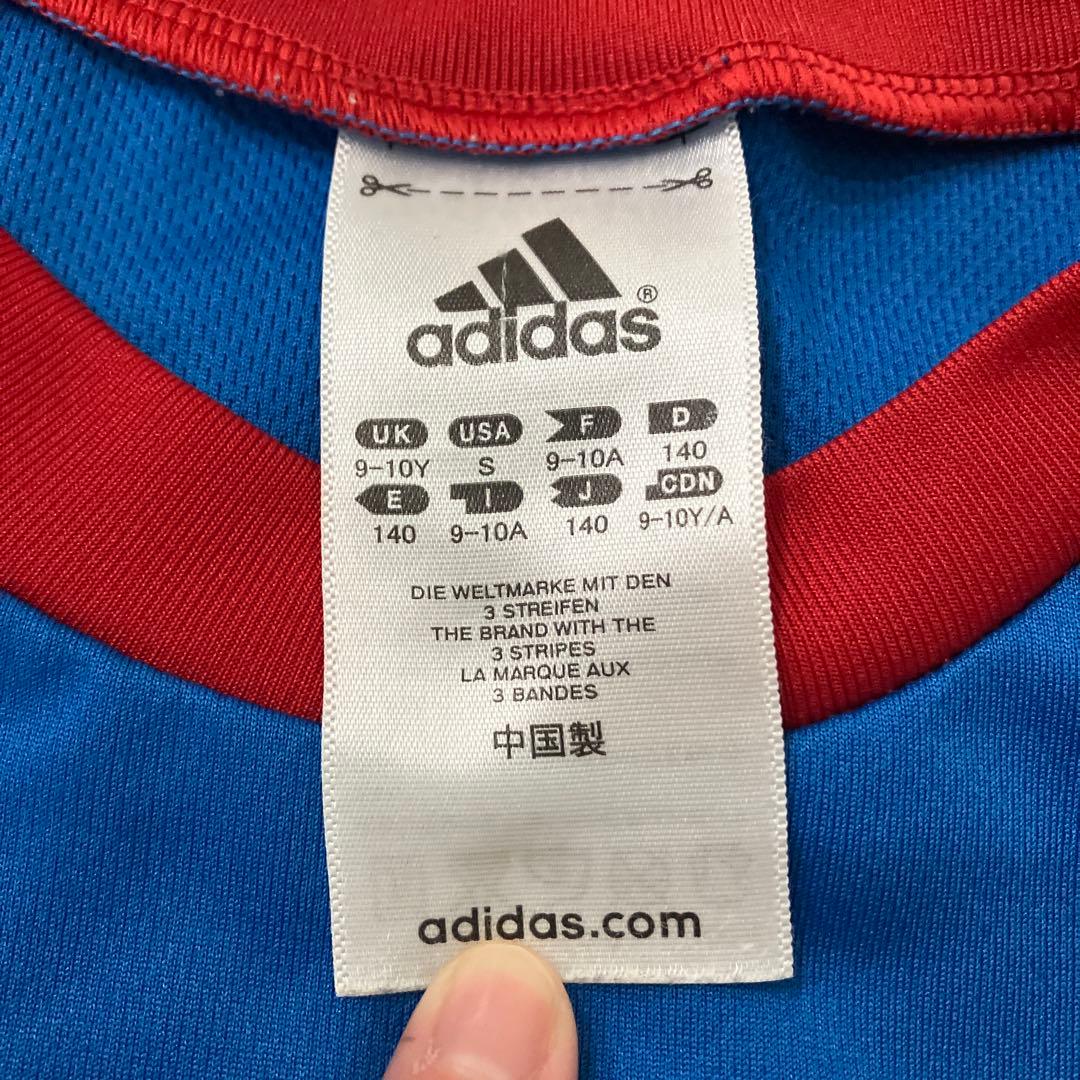 adidas®
UK USA F D
9-10Y S 9-10A 140
E I J CDN
140 9-10A 140 9-10Y/A
DIE WELTMARKE MIT DEN
3 STREIFEN
THE BRAND WITH THE
3 STRIPES
LA MARQUE AUX
3 BANDES
中国製
adidas.com